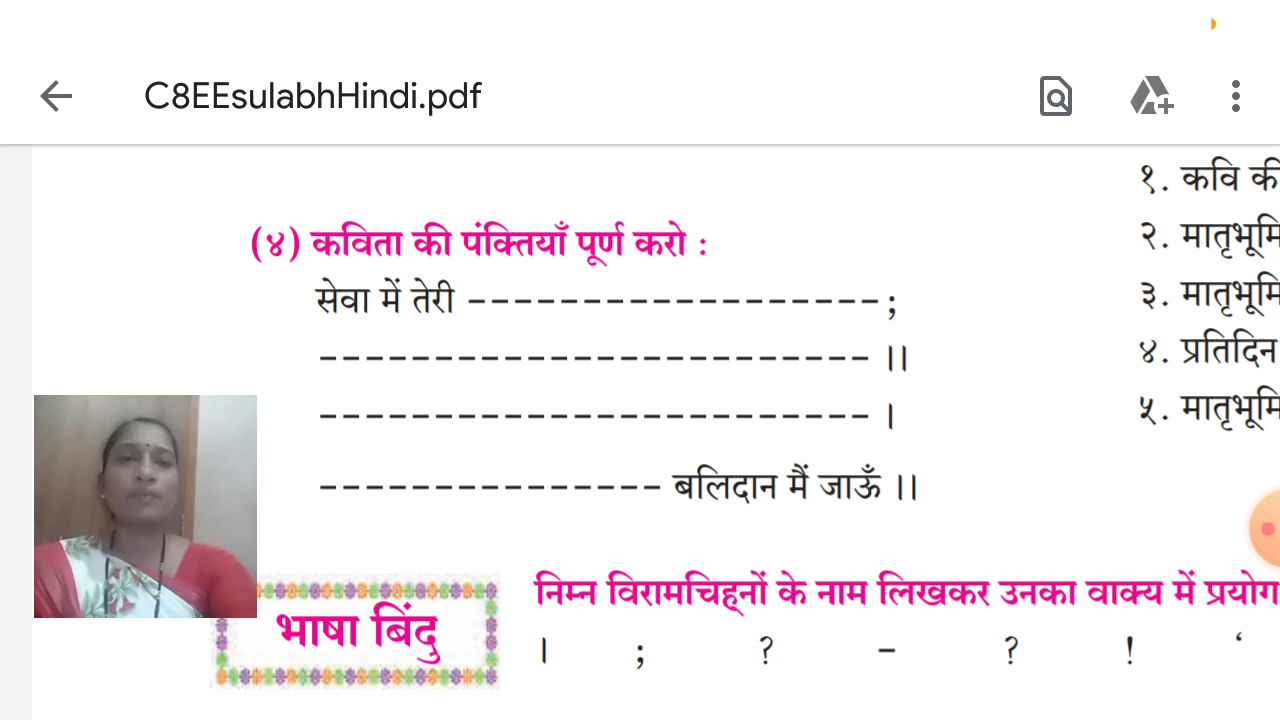 C8EEsulabhHindi.pdf
(४) कविता की पंक्तियाँ पूर्ण करो :
सेवा में तेरी ------------------ ;
------------------------ ।।
------------------------ ।
--------------- बलिदान मैं जाऊँ ।।
१. कवि की
२. मातृभूमि
३. मातृभूमि
४. प्रतिदिन
५. मातृभूमि
भाषा बिंदु
निम्न विरामचिह्नों के नाम लिखकर उनका वाक्य में प्रयोग
। ; ? – ? ! ‘